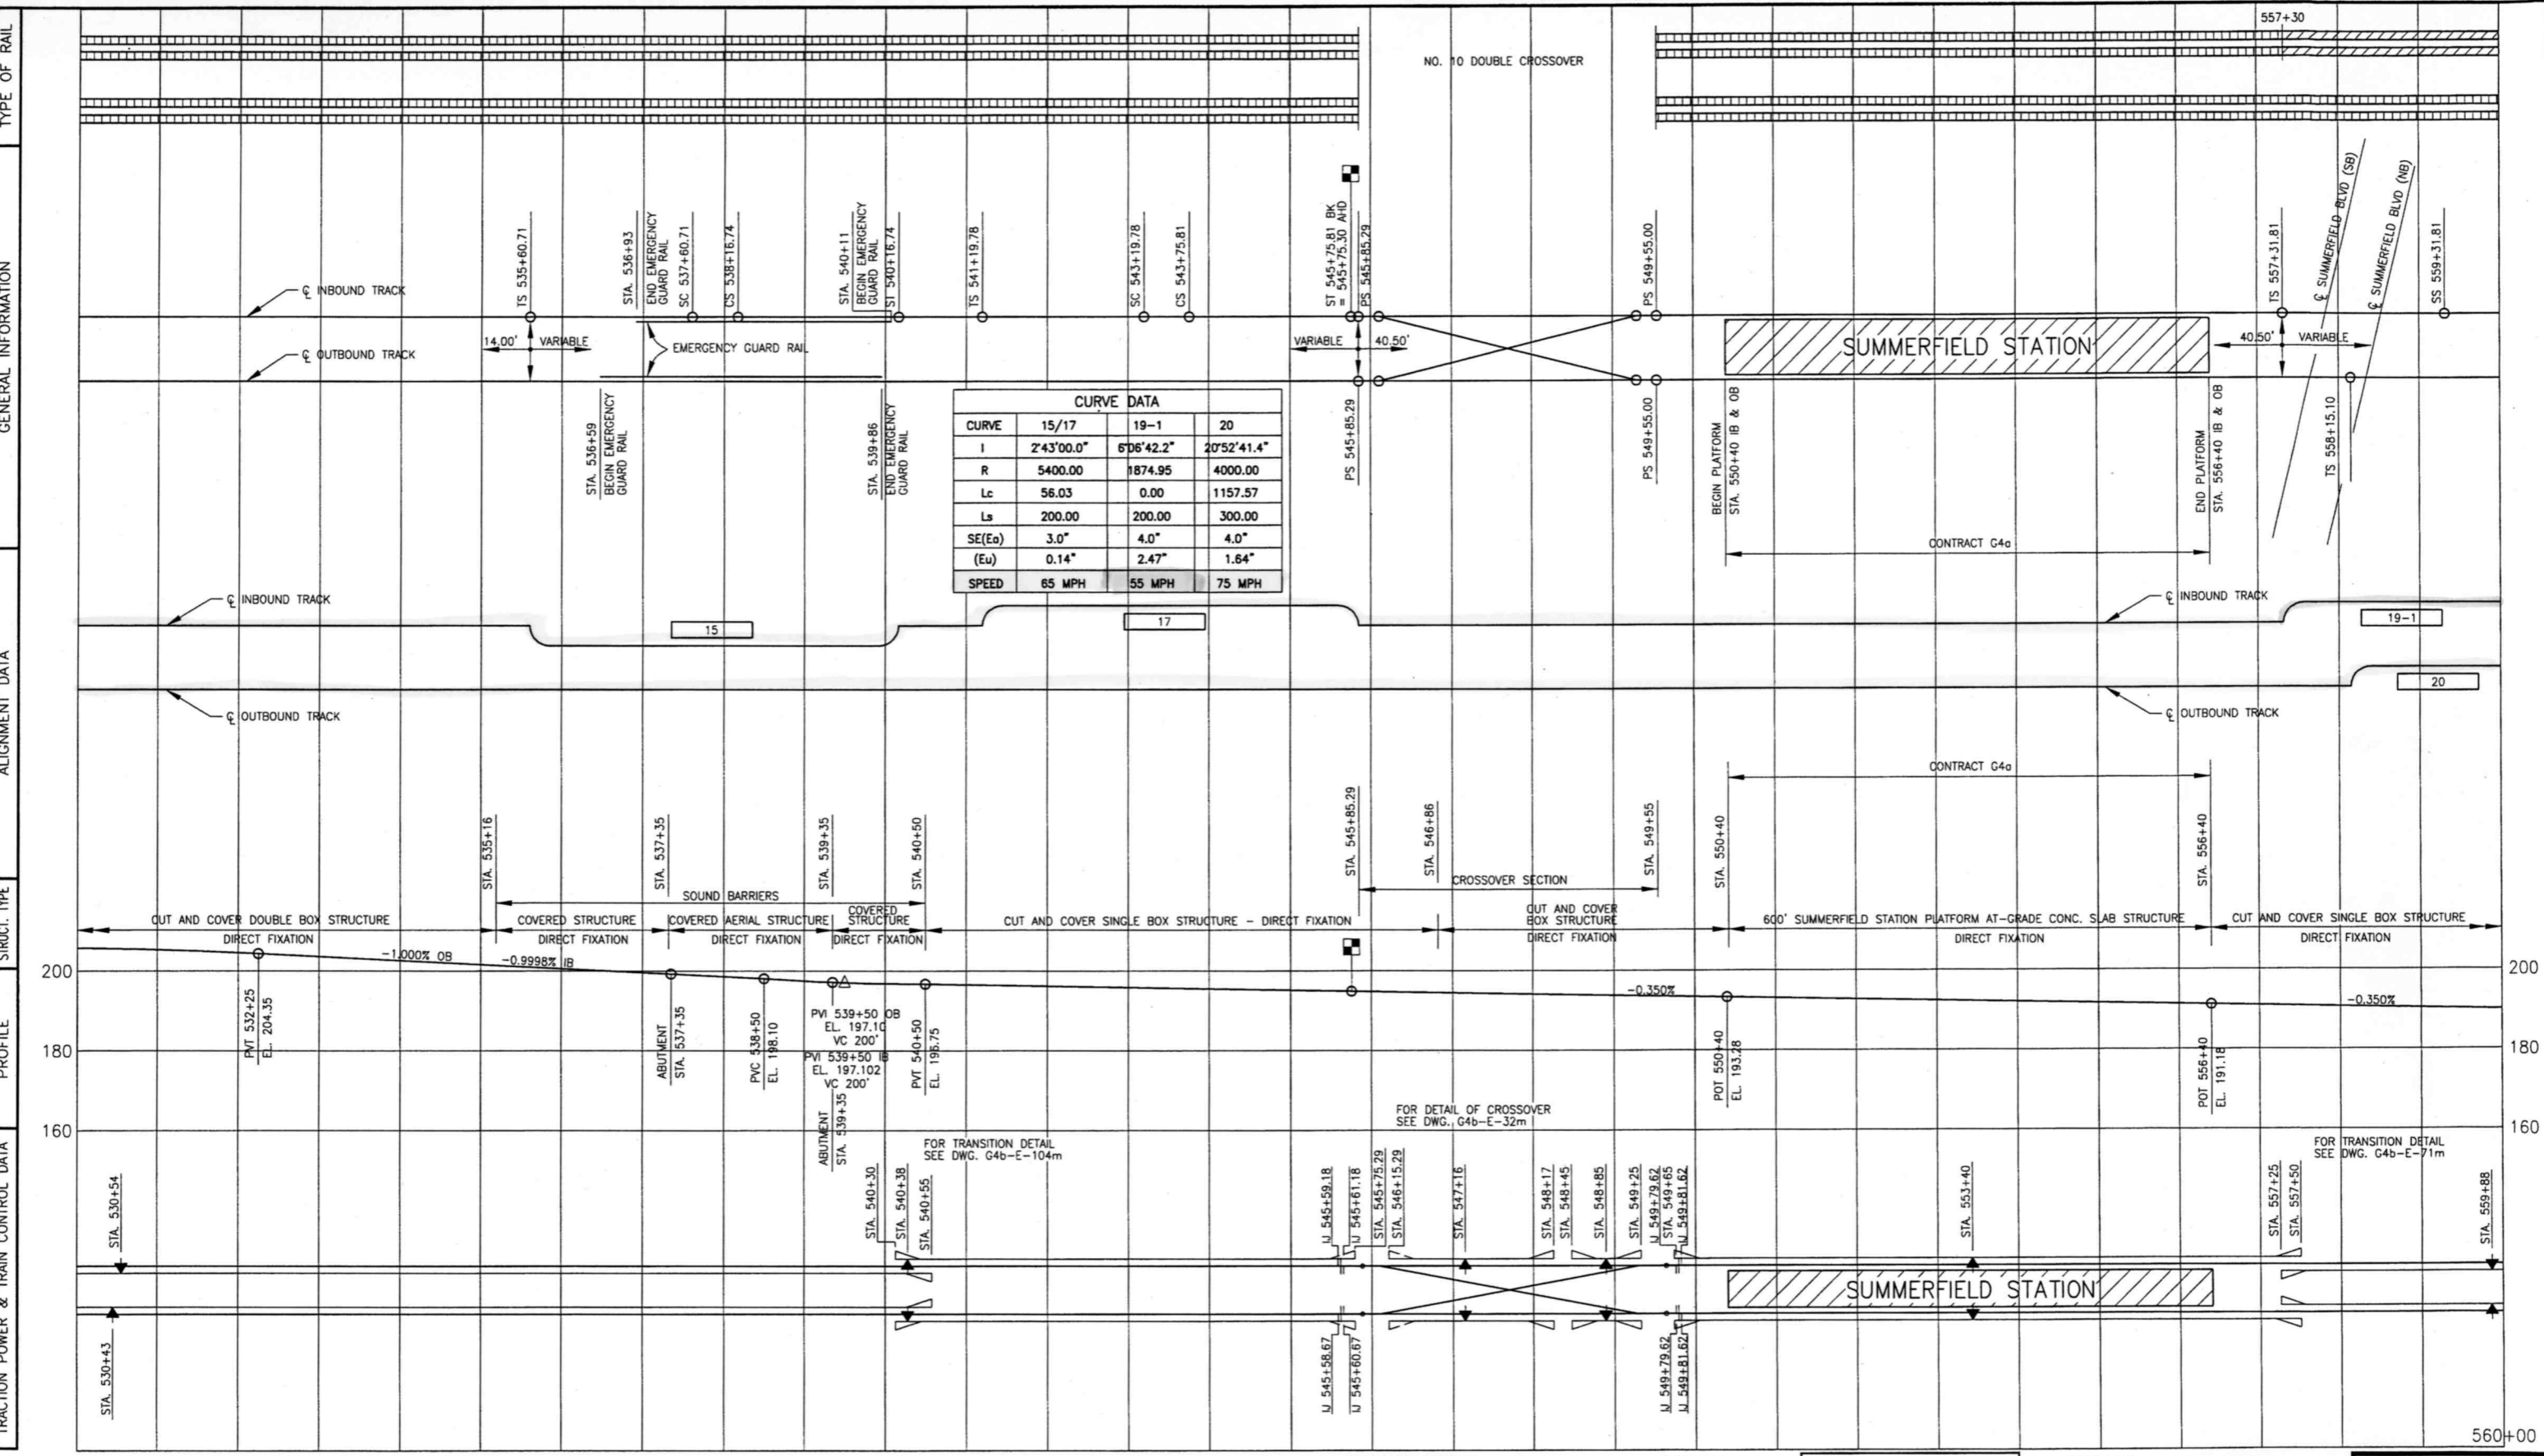 TYPE OF RAIL
557+30
NO. 10 DOUBLE CROSSOVER
GENERAL INFORMATION
℄ INBOUND TRACK
℄ OUTBOUND TRACK
TS 535+60.71
14.00' VARIABLE
STA. 536+93
END EMERGENCY
GUARD RAIL
SC 537+60.71
CS 538+16.74
STA. 540+11
BEGIN EMERGENCY
GUARD RAIL
ST 540+16.74
EMERGENCY GUARD RAIL
STA. 536+59
BEGIN EMERGENCY
GUARD RAIL
STA. 539+86
END EMERGENCY
GUARD RAIL
TS 541+19.78
SC 543+19.78
CS 543+75.81
ST 545+75.81 BK
= 545+75.30 AHD
PS 545+85.29
VARIABLE 40.50'
PS 545+85.29
PS 549+55.00
PS 549+55.00
SUMMERFIELD STATION
BEGIN PLATFORM
STA. 550+40 IB & OB
END PLATFORM
STA. 556+40 IB & OB
CONTRACT G4a
TS 557+31.81
40.50' VARIABLE
℄ SUMMERFIELD BLVD (SB)
℄ SUMMERFIELD BLVD (NB)
SS 559+31.81
TS 558+15.10
CURVE DATA
CURVE 15/17 19-1 20
I 2°43'00.0" 6°06'42.2" 20°52'41.4"
R 5400.00 1874.95 4000.00
Lc 56.03 0.00 1157.57
Ls 200.00 200.00 300.00
SE(Ea) 3.0" 4.0" 4.0"
(Eu) 0.14" 2.47" 1.64"
SPEED 65 MPH 55 MPH 75 MPH
ALIGNMENT DATA
℄ INBOUND TRACK
15
17
℄ INBOUND TRACK
19-1
20
℄ OUTBOUND TRACK
℄ OUTBOUND TRACK
STRUCT. TYPE
CONTRACT G4a
STA. 535+16
STA. 537+35
STA. 539+35
STA. 540+50
STA. 545+85.29
STA. 546+86
STA. 549+55
STA. 550+40
STA. 556+40
SOUND BARRIERS
CROSSOVER SECTION
CUT AND COVER DOUBLE BOX STRUCTURE
DIRECT FIXATION
COVERED STRUCTURE
DIRECT FIXATION
COVERED AERIAL STRUCTURE
DIRECT FIXATION
COVERED
STRUCTURE
DIRECT FIXATION
CUT AND COVER SINGLE BOX STRUCTURE - DIRECT FIXATION
CUT AND COVER
BOX STRUCTURE
DIRECT FIXATION
600' SUMMERFIELD STATION PLATFORM AT-GRADE CONC. SLAB STRUCTURE
DIRECT FIXATION
CUT AND COVER SINGLE BOX STRUCTURE
DIRECT FIXATION
PROFILE
200
180
160
200
180
160
-1.000% OB
-0.9998% IB
-0.350%
-0.350%
PVT 532+25
EL. 204.35
ABUTMENT
STA. 537+35
PVC 538+50
EL. 198.10
PVI 539+50 OB
EL. 197.10
VC 200'
PVI 539+50 IB
EL. 197.102
VC 200'
ABUTMENT
STA. 539+35
PVT 540+50
EL. 196.75
POT 550+40
EL. 193.28
POT 556+40
EL. 191.18
TRACTION POWER & TRAIN CONTROL DATA
FOR TRANSITION DETAIL
SEE DWG. G4b-E-104m
FOR DETAIL OF CROSSOVER
SEE DWG. G4b-E-32m
FOR TRANSITION DETAIL
SEE DWG. G4b-E-71m
STA. 530+54
STA. 530+43
STA. 540+30
STA. 540+38
STA. 540+55
IJ 545+59.18
IJ 545+61.18
STA. 545+75.29
STA. 546+15.29
STA. 547+16
STA. 548+17
STA. 548+45
STA. 548+85
STA. 549+25
IJ 549+79.62
STA. 549+65
IJ 549+81.62
STA. 553+40
STA. 557+25
STA. 557+50
STA. 559+88
SUMMERFIELD STATION
IJ 545+58.67
IJ 545+60.67
IJ 549+79.62
IJ 549+81.62
560+00